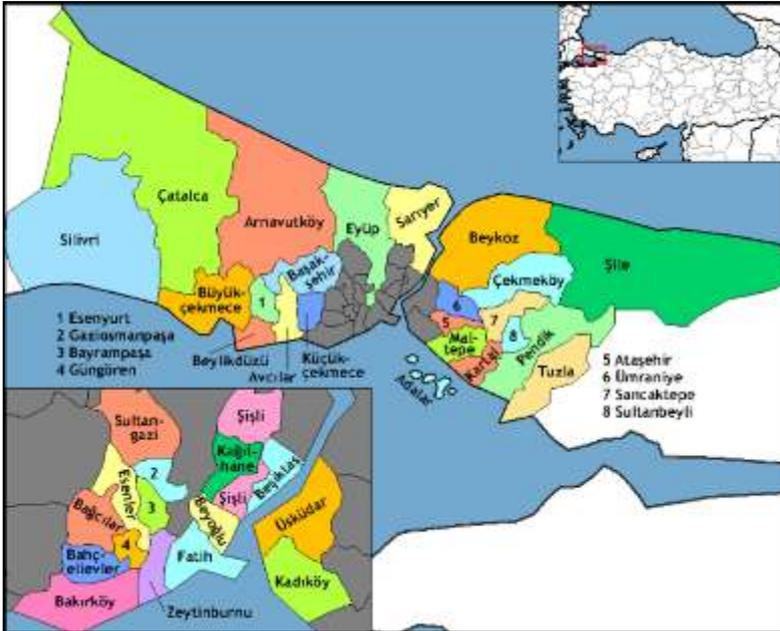 Çatalca
Silivri
Arnavutköy
Eyüp
Sarıyer
Beykoz
Şile
Çekmeköy
Başak-
şehir
Büyük-
çekmece
1
6
7
5
8
Mal-
tepe
Kartal
Pendik
Tuzla
Adalar
Beylikdüzü
Avcılar
Küçük-
çekmece
1 Esenyurt
2 Gaziosmanpaşa
3 Bayrampaşa
4 Güngören
5 Ataşehir
6 Ümraniye
7 Sancaktepe
8 Sultanbeyli
Sultan-
gazi
Şişli
Kağıt-
hane
Beşiktaş
Esenler
2
3
Şişli
Beyoğlu
Üsküdar
Bağcılar
4
Bahç-
elievler
Fatih
Kadıköy
Bakırköy
Zeytinburnu